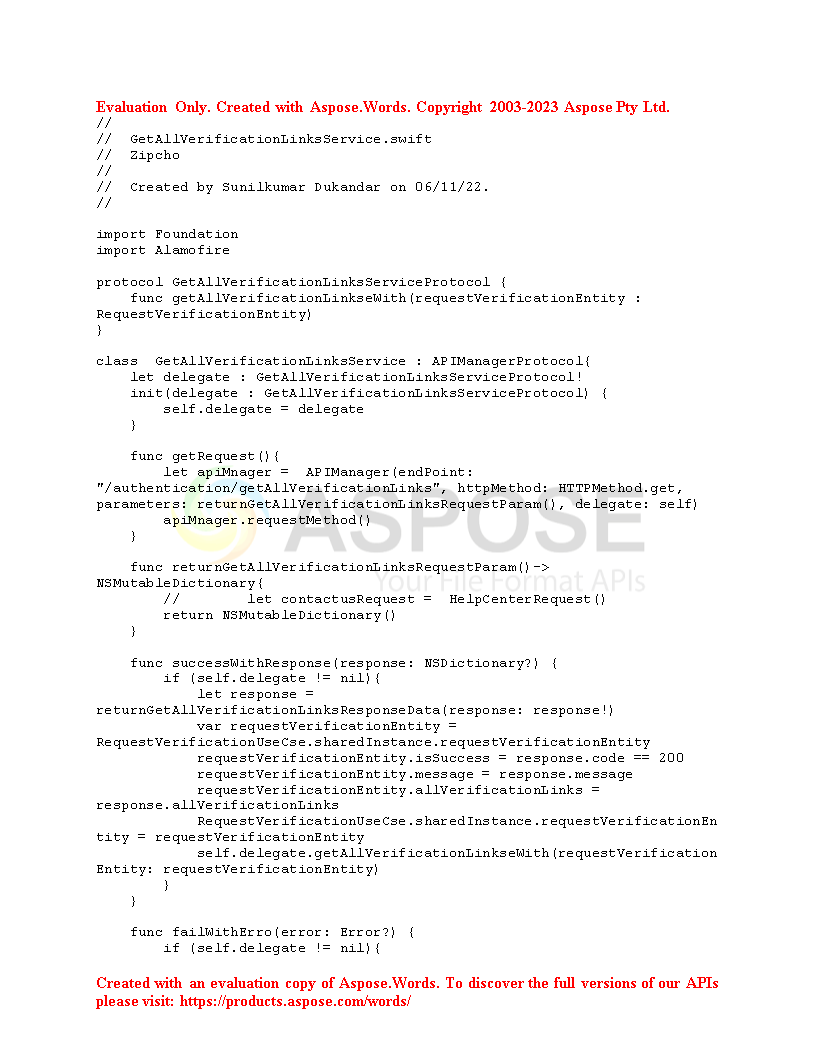 Evaluation Only. Created with Aspose.Words. Copyright 2003-2023 Aspose Pty Ltd.
//
//  GetAllVerificationLinksService.swift
//  Zipcho
//
//  Created by Sunilkumar Dukandar on 06/11/22.
//
import Foundation
import Alamofire
protocol GetAllVerificationLinksServiceProtocol {
    func getAllVerificationLinkseWith(requestVerificationEntity :
RequestVerificationEntity)
}
class  GetAllVerificationLinksService : APIManagerProtocol{
    let delegate : GetAllVerificationLinksServiceProtocol!
    init(delegate : GetAllVerificationLinksServiceProtocol) {
        self.delegate = delegate
    }
    func getRequest(){
        let apiMnager =  APIManager(endPoint:
"/authentication/getAllVerificationLinks", httpMethod: HTTPMethod.get,
parameters: returnGetAllVerificationLinksRequestParam(), delegate: self)
        apiMnager.requestMethod()
    }
    func returnGetAllVerificationLinksRequestParam()->
NSMutableDictionary{
        //        let contactusRequest =  HelpCenterRequest()
        return NSMutableDictionary()
    }
    func successWithResponse(response: NSDictionary?) {
        if (self.delegate != nil){
            let response =
returnGetAllVerificationLinksResponseData(response: response!)
            var requestVerificationEntity =
RequestVerificationUseCse.sharedInstance.requestVerificationEntity
            requestVerificationEntity.isSuccess = response.code == 200
            requestVerificationEntity.message = response.message
            requestVerificationEntity.allVerificationLinks =
response.allVerificationLinks
            RequestVerificationUseCse.sharedInstance.requestVerificationEn
tity = requestVerificationEntity
            self.delegate.getAllVerificationLinkseWith(requestVerification
Entity: requestVerificationEntity)
        }
    }
    func failWithErro(error: Error?) {
        if (self.delegate != nil){
ASPOSE
Your File Format APIs
Created with an evaluation copy of Aspose.Words. To discover the full versions of our APIs
please visit: https://products.aspose.com/words/